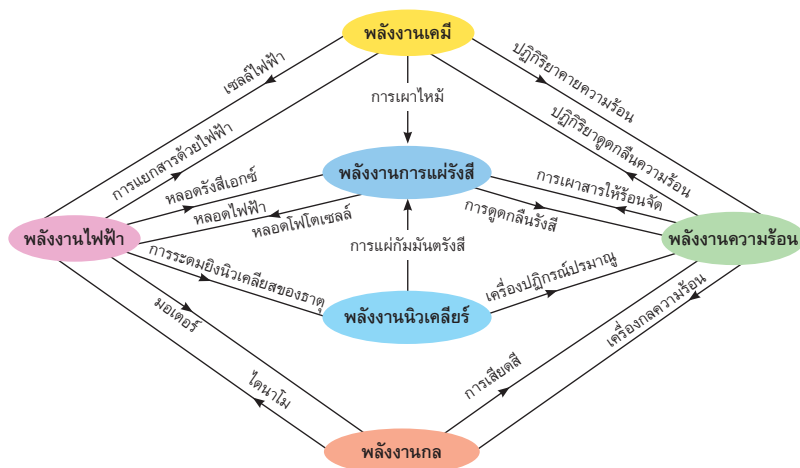 พลังงานเคมี
เซลล์ไฟฟ้า
ปฏิกิริยาคายความร้อน
การเผาไหม้
การแยกสารด้วยไฟฟ้า
ปฏิกิริยาดูดกลืนความร้อน
พลังงานการแผ่รังสี
หลอดรังสีเอกซ์
การเผาสารให้ร้อนจัด
หลอดไฟฟ้า
หลอดโฟโตเซลล์
การดูดกลืนรังสี
พลังงานไฟฟ้า
พลังงานความร้อน
การแผ่กัมมันตรังสี
การระดมยิงนิวเคลียสของธาตุ
เครื่องปฏิกรณ์ปรมาณู
พลังงานนิวเคลียร์
มอเตอร์
เครื่องกลความร้อน
ไดนาโม
การเสียดสี
พลังงานกล